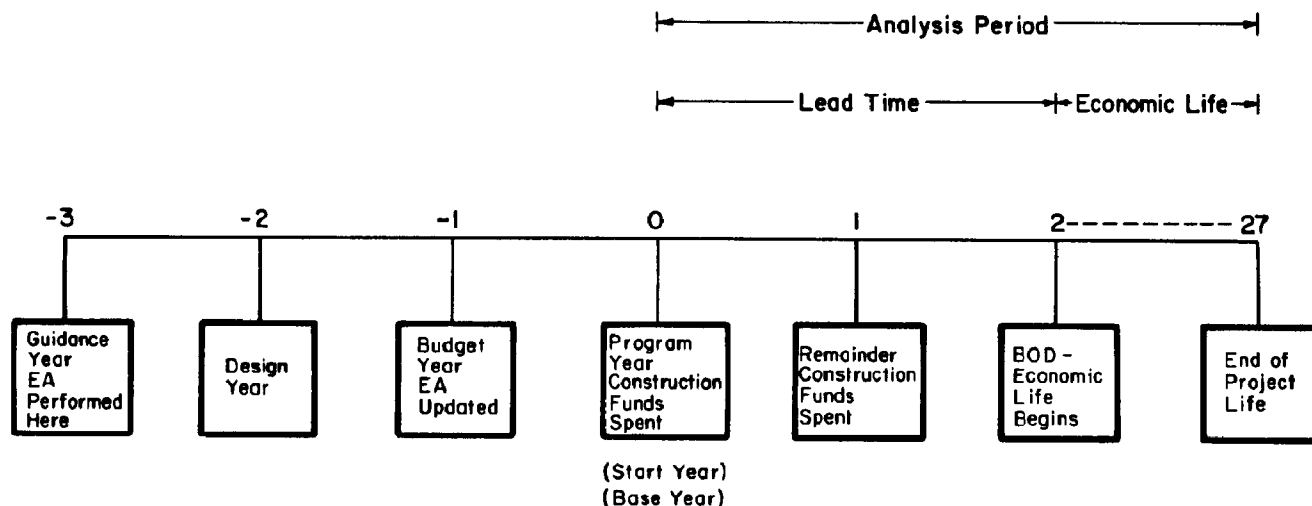 Analysis Period
Lead Time
Economic Life
-3
-2
-1
0
1
2----------- 27
Guidance
Year
EA
Performed
Here
Design
Year
Budget
Year
EA
Updated
Program
Year
Construction
Funds
Spent
Remainder
Construction
Funds
Spent
BOD -
Economic
Life
Begins
End of
Project
Life
(Start Year)
(Base Year)